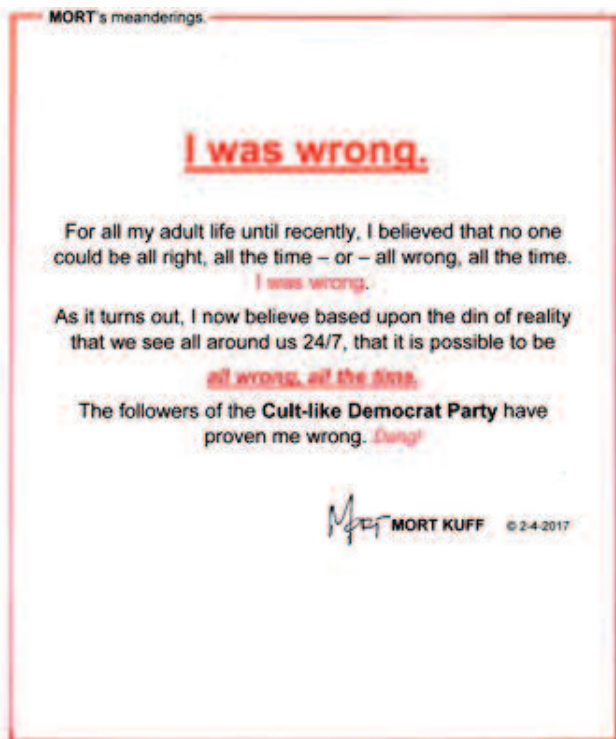 MORT's meanderings.
I was wrong.
For all my adult life until recently, I believed that no one
could be all right, all the time – or – all wrong, all the time.
I was wrong.
As it turns out, I now believe based upon the din of reality
that we see all around us 24/7, that it is possible to be
all wrong, all the time.
The followers of the Cult-like Democrat Party have
proven me wrong. Dang!
Mort MORT KUFF © 2-4-2017